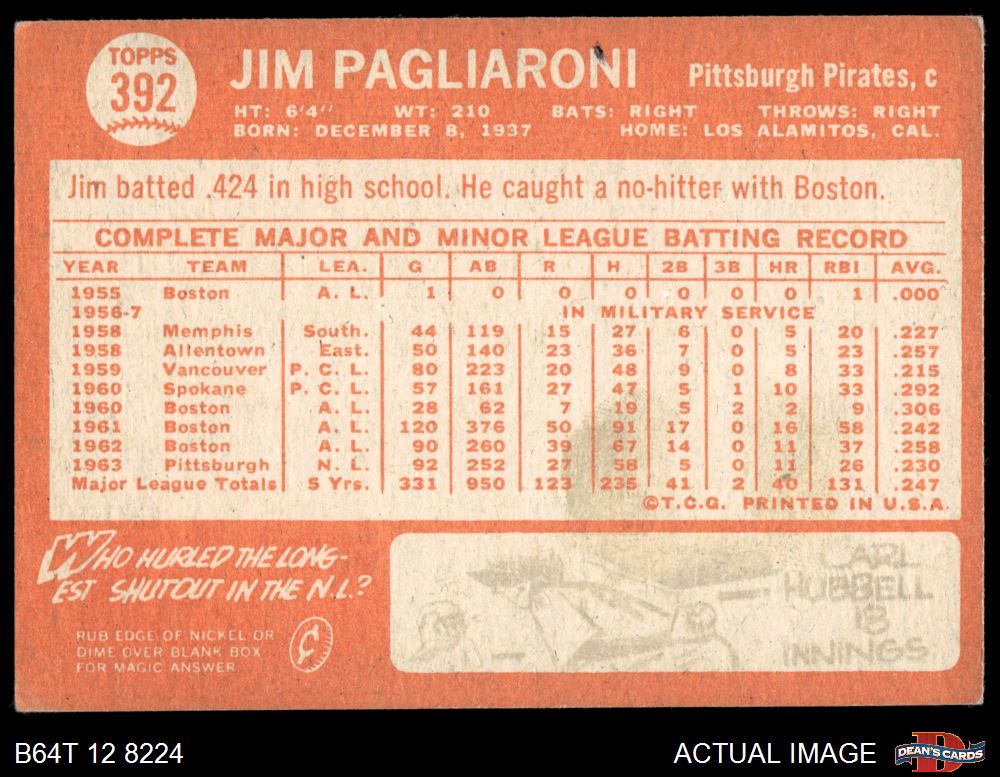 TOPPS
392
JIM PAGLIARONI
Pittsburgh Pirates, c
HT: 6'4" WT: 210 BATS: RIGHT THROWS: RIGHT
BORN: DECEMBER 8, 1937 HOME: LOS ALAMITOS, CAL.
Jim batted .424 in high school. He caught a no-hitter with Boston.
COMPLETE MAJOR AND MINOR LEAGUE BATTING RECORD
YEAR TEAM LEA. G AB R H 2B 3B HR RBI AVG.
1955 Boston A. L. 1 0 0 0 0 0 0 1 .000
1956-7 IN MILITARY SERVICE
1958 Memphis South. 44 119 15 27 6 0 5 20 .227
1958 Allentown East. 50 140 23 36 7 0 5 23 .257
1959 Vancouver P. C. L. 80 223 20 48 9 0 8 33 .215
1960 Spokane P. C. L. 57 161 27 47 5 1 10 33 .292
1960 Boston A. L. 28 62 7 19 5 2 2 9 .306
1961 Boston A. L. 120 376 50 91 17 0 16 58 .242
1962 Boston A. L. 90 260 39 67 14 0 11 37 .258
1963 Pittsburgh N. L. 92 252 27 58 5 0 11 26 .230
Major League Totals 5 Yrs. 331 950 123 235 41 2 40 131 .247
©T.C.G. PRINTED IN U.S.A.
WHO HURLED THE LONG-
EST SHUTOUT IN THE N.L.?
RUB EDGE OF NICKEL OR
DIME OVER BLANK BOX
FOR MAGIC ANSWER
CARL
HUBBELL
18
INNINGS
B64T 12 8224
ACTUAL IMAGE
DEAN'S CARDS